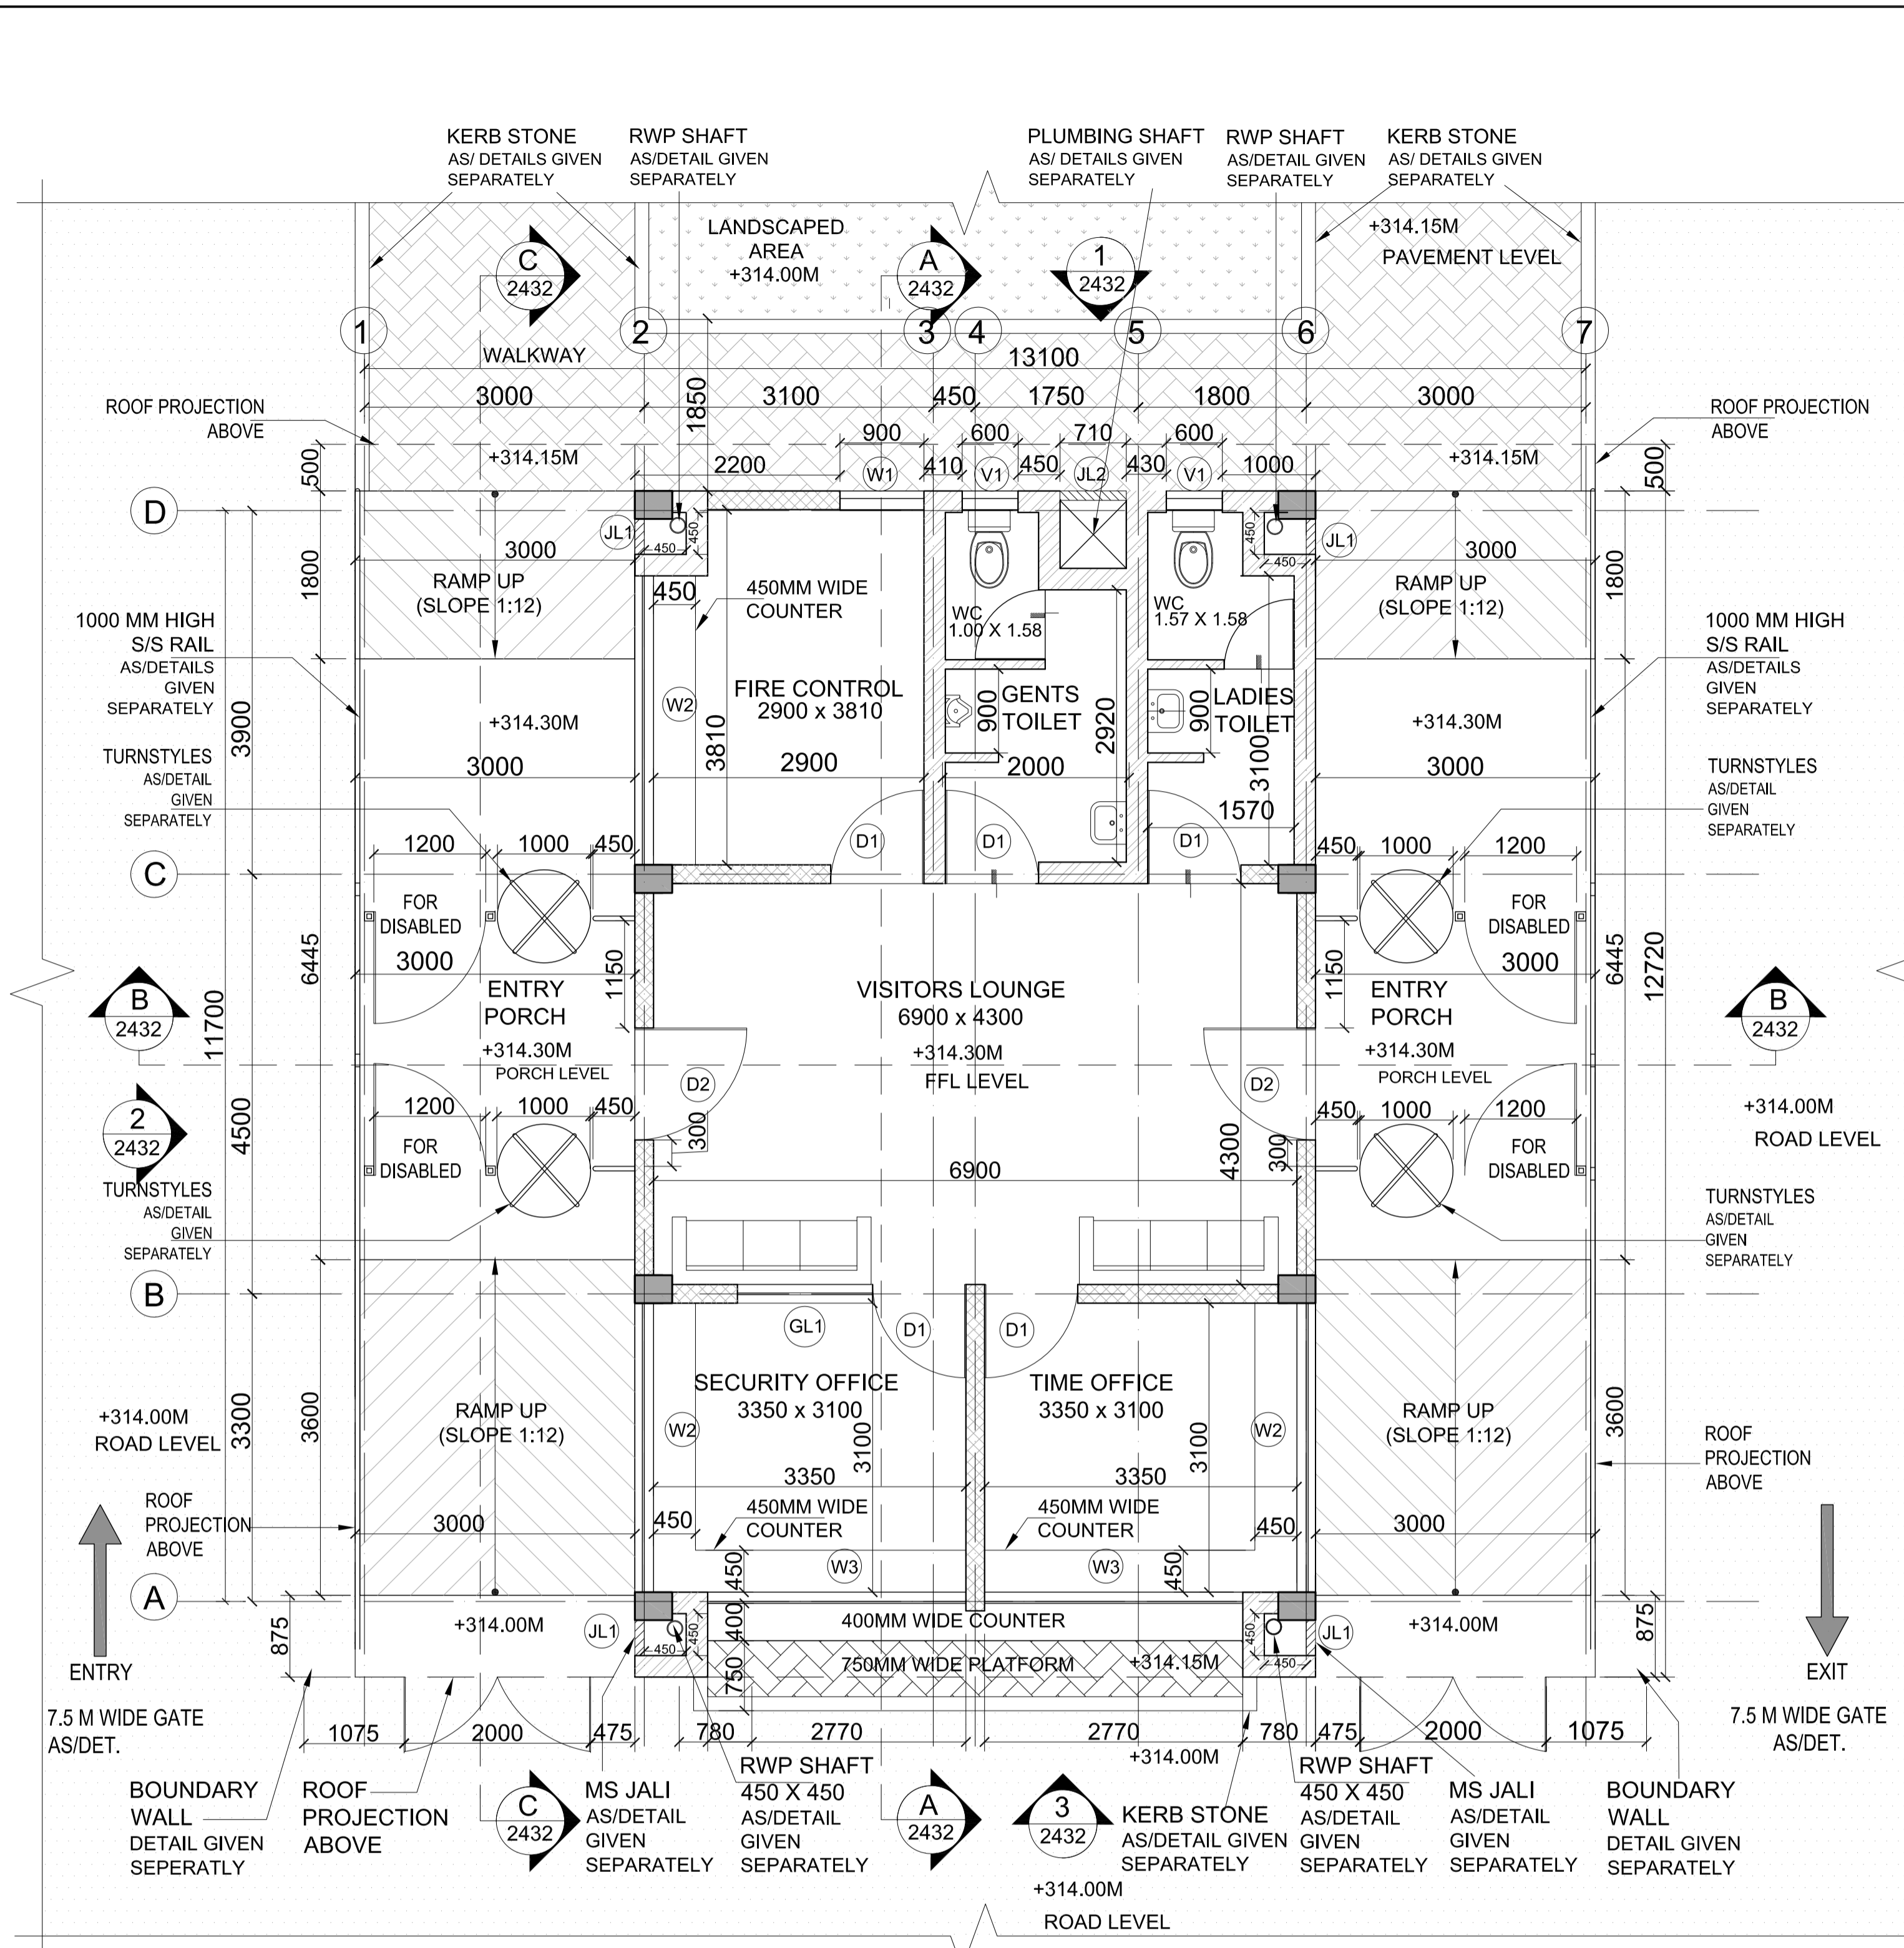 KERB STONE
AS/ DETAILS GIVEN
SEPARATELY
RWP SHAFT
AS/DETAIL GIVEN
SEPARATELY
PLUMBING SHAFT
AS/ DETAILS GIVEN
SEPARATELY
RWP SHAFT
AS/DETAIL GIVEN
SEPARATELY
KERB STONE
AS/ DETAILS GIVEN
SEPARATELY
LANDSCAPED
AREA
+314.00M
+314.15M
PAVEMENT LEVEL
C
2432
A
2432
1
2432
1
2
3
4
5
6
7
WALKWAY
13100
3000
3100
450
1750
1800
3000
1850
ROOF PROJECTION
ABOVE
ROOF PROJECTION
ABOVE
900
600
710
600
500
+314.15M
2200
W1
410
V1
450
JL2
430
V1
1000
+314.15M
500
D
JL1
450
450
450
450
JL1
3000
3000
1800
RAMP UP
(SLOPE 1:12)
450
450MM WIDE
COUNTER
WC
1.00 X 1.58
WC
1.57 X 1.58
RAMP UP
(SLOPE 1:12)
1800
1000 MM HIGH
S/S RAIL
AS/DETAILS
GIVEN
SEPARATELY
1000 MM HIGH
S/S RAIL
AS/DETAILS
GIVEN
SEPARATELY
3900
+314.30M
W2
FIRE CONTROL
2900 x 3810
3810
900
GENTS
TOILET
2920
900
LADIES
TOILET
3100
+314.30M
TURNSTYLES
AS/DETAIL
GIVEN
SEPARATELY
3000
2900
2000
1570
3000
TURNSTYLES
AS/DETAIL
GIVEN
SEPARATELY
1200
1000
450
D1
D1
D1
450
1000
1200
C
FOR
DISABLED
FOR
DISABLED
6445
3000
1150
1150
3000
6445
12720
11700
B
2432
ENTRY
PORCH
+314.30M
PORCH LEVEL
VISITORS LOUNGE
6900 x 4300
+314.30M
FFL LEVEL
ENTRY
PORCH
+314.30M
PORCH LEVEL
B
2432
D2
D2
2
2432
4500
1200
1000
450
300
4300
300
450
1000
1200
+314.00M
ROAD LEVEL
FOR
DISABLED
6900
FOR
DISABLED
TURNSTYLES
AS/DETAIL
GIVEN
SEPARATELY
TURNSTYLES
AS/DETAIL
GIVEN
SEPARATELY
B
GL1
D1
D1
SECURITY OFFICE
3350 x 3100
TIME OFFICE
3350 x 3100
3600
3300
RAMP UP
(SLOPE 1:12)
W2
3100
3100
W2
RAMP UP
(SLOPE 1:12)
3600
+314.00M
ROAD LEVEL
ROOF
PROJECTION
ABOVE
3350
3350
ROOF
PROJECTION
ABOVE
3000
450
450MM WIDE
COUNTER
450MM WIDE
COUNTER
450
3000
450
W3
W3
450
A
875
+314.00M
JL1
450
450
400
400MM WIDE COUNTER
450
450
JL1
+314.00M
875
750
750MM WIDE PLATFORM
+314.15M
ENTRY
EXIT
7.5 M WIDE GATE
AS/DET.
7.5 M WIDE GATE
AS/DET.
1075
2000
475
780
2770
2770
780
475
2000
1075
+314.00M
BOUNDARY
WALL
DETAIL GIVEN
SEPERATLY
ROOF
PROJECTION
ABOVE
C
2432
MS JALI
AS/DETAIL
GIVEN
SEPARATELY
RWP SHAFT
450 X 450
AS/DETAIL
GIVEN
SEPARATELY
A
2432
3
2432
KERB STONE
AS/DETAIL GIVEN
SEPARATELY
RWP SHAFT
450 X 450
AS/DETAIL
GIVEN
SEPARATELY
MS JALI
AS/DETAIL
GIVEN
SEPARATELY
BOUNDARY
WALL
DETAIL GIVEN
SEPARATELY
+314.00M
ROAD LEVEL